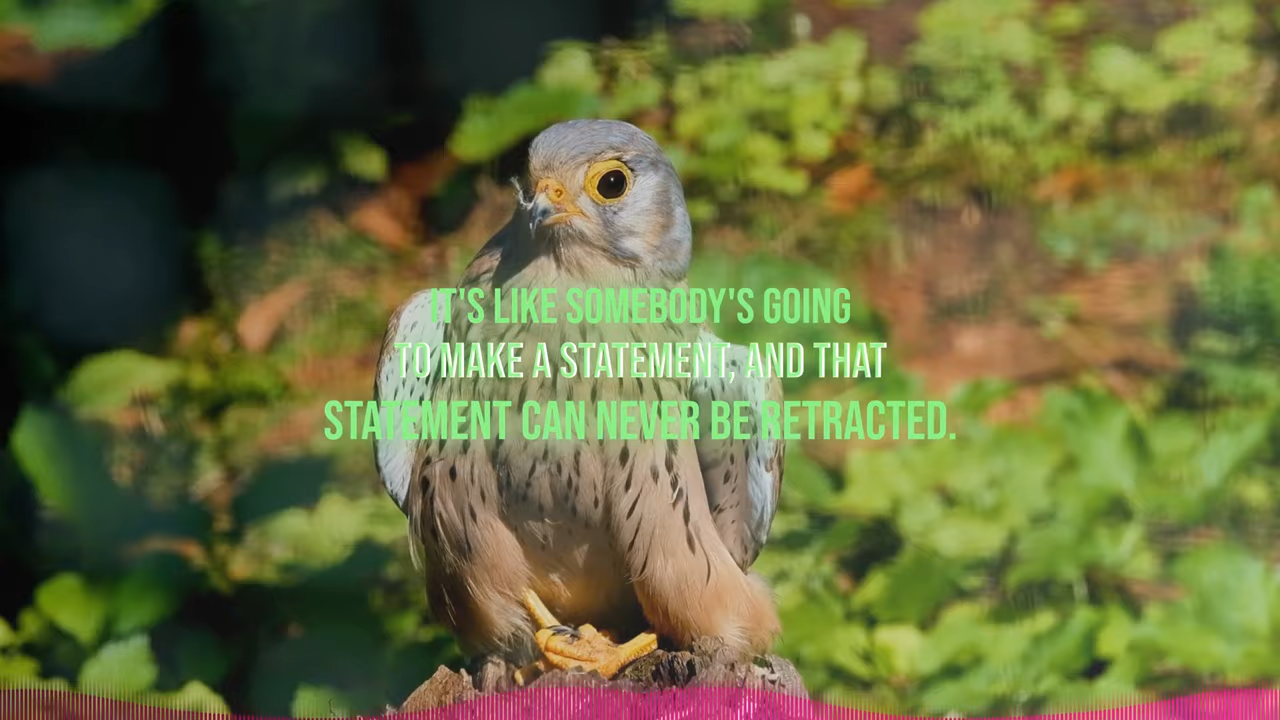 IT'S LIKE SOMEBODY'S GOING
TO MAKE A STATEMENT, AND THAT
STATEMENT CAN NEVER BE RETRACTED.